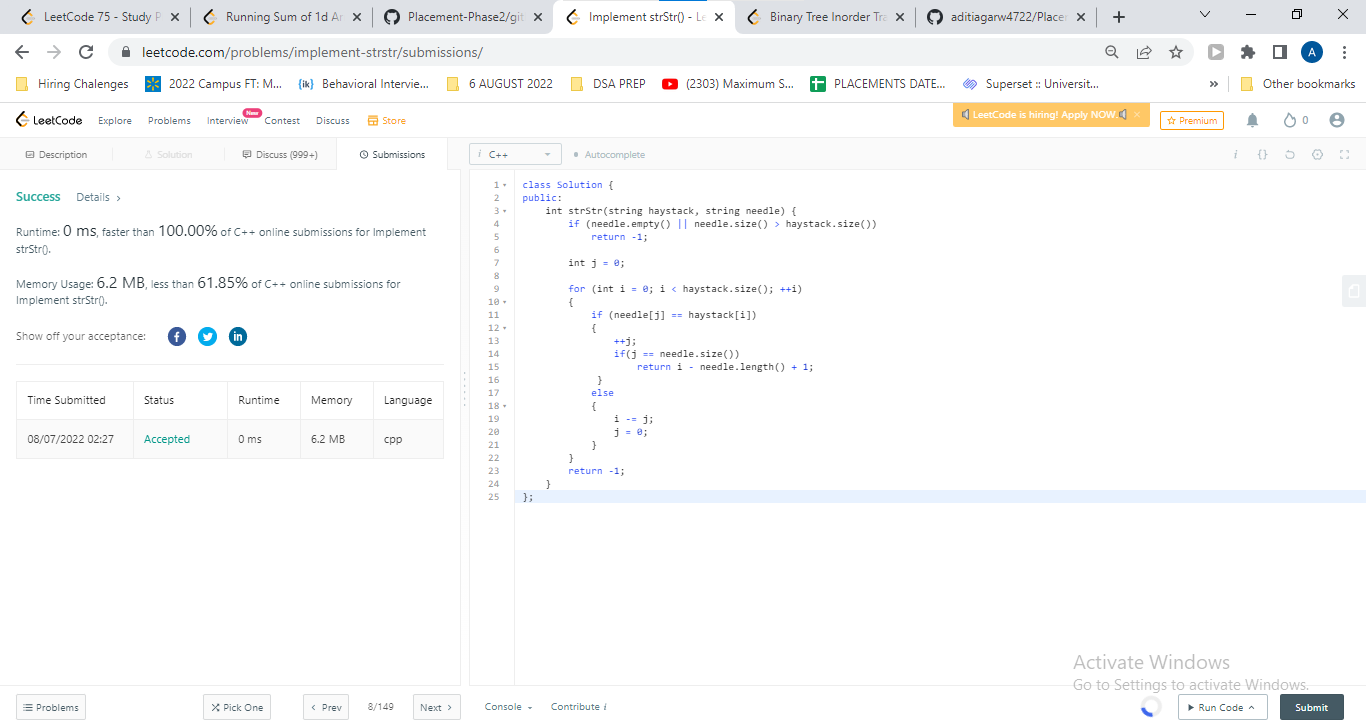 LeetCode 75 - Study P
Running Sum of 1d Ar
Placement-Phase2/git
Implement strStr() - Le
Binary Tree Inorder Tra
aditiagarw4722/Placer
leetcode.com/problems/implement-strstr/submissions/
A
Hiring Chalenges
2022 Campus FT: M...
{ik} Behavioral Intervie...
6 AUGUST 2022
DSA PREP
(2303) Maximum S...
PLACEMENTS DATE...
Superset :: Universit...
»
Other bookmarks
LeetCode
Explore
Problems
Interview
New
Contest
Discuss
Store
LeetCode is hiring! Apply NOW.
Premium
0
Description
Solution
Discuss (999+)
Submissions
i C++
Autocomplete
Success Details >
Runtime: 0 ms, faster than 100.00% of C++ online submissions for Implement
strStr().
Memory Usage: 6.2 MB, less than 61.85% of C++ online submissions for
Implement strStr().
Show off your acceptance:
Time Submitted Status Runtime Memory Language
08/07/2022 02:27 Accepted 0 ms 6.2 MB cpp
1 class Solution {
2 public:
3 int strStr(string haystack, string needle) {
4 if (needle.empty() || needle.size() > haystack.size())
5 return -1;
6
7 int j = 0;
8
9 for (int i = 0; i < haystack.size(); ++i)
10 {
11 if (needle[j] == haystack[i])
12 {
13 ++j;
14 if(j == needle.size())
15 return i - needle.length() + 1;
16 }
17 else
18 {
19 i -= j;
20 j = 0;
21 }
22 }
23 return -1;
24 }
25 };
Activate Windows
Go to Settings to activate Windows.
Problems
Pick One
< Prev
8/149
Next >
Console
Contribute i
Run Code
Submit